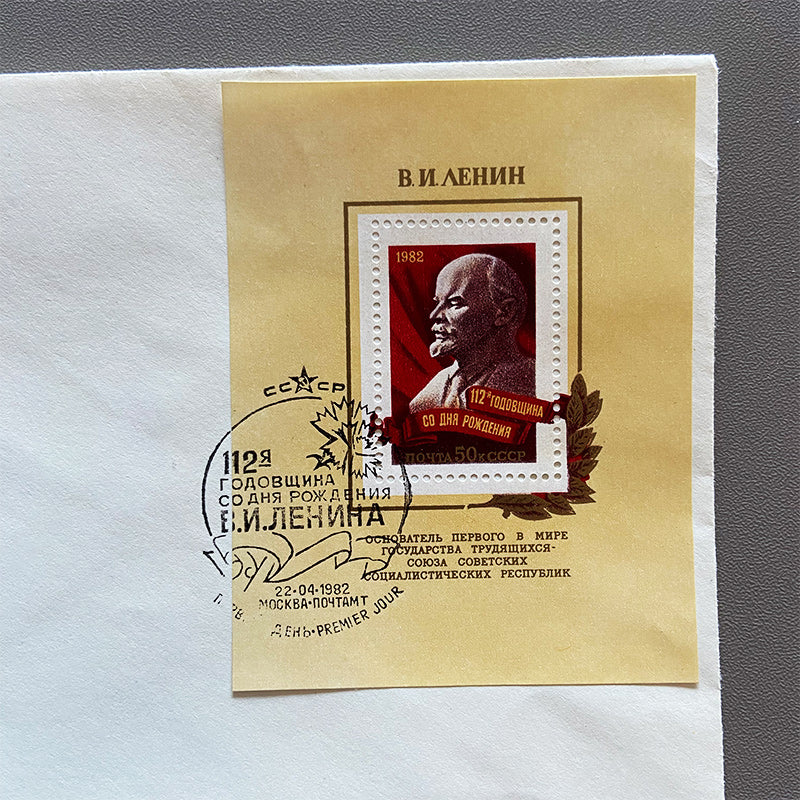 В. И. ЛЕНИН
1982
112я ГОДОВЩИНА
СО ДНЯ РОЖДЕНИЯ
ПОЧТА 50к СССР
ОСНОВАТЕЛЬ ПЕРВОГО В МИРЕ
ГОСУДАРСТВА ТРУДЯЩИХСЯ-
СОЮЗА СОВЕТСКИХ
СОЦИАЛИСТИЧЕСКИХ РЕСПУБЛИК
СССР
112я
ГОДОВЩИНА
СО ДНЯ РОЖДЕНИЯ
В.И.ЛЕНИНА
22·04·1982
МОСКВА·ПОЧТАМТ
ДЕНЬ·PREMIER JOUR